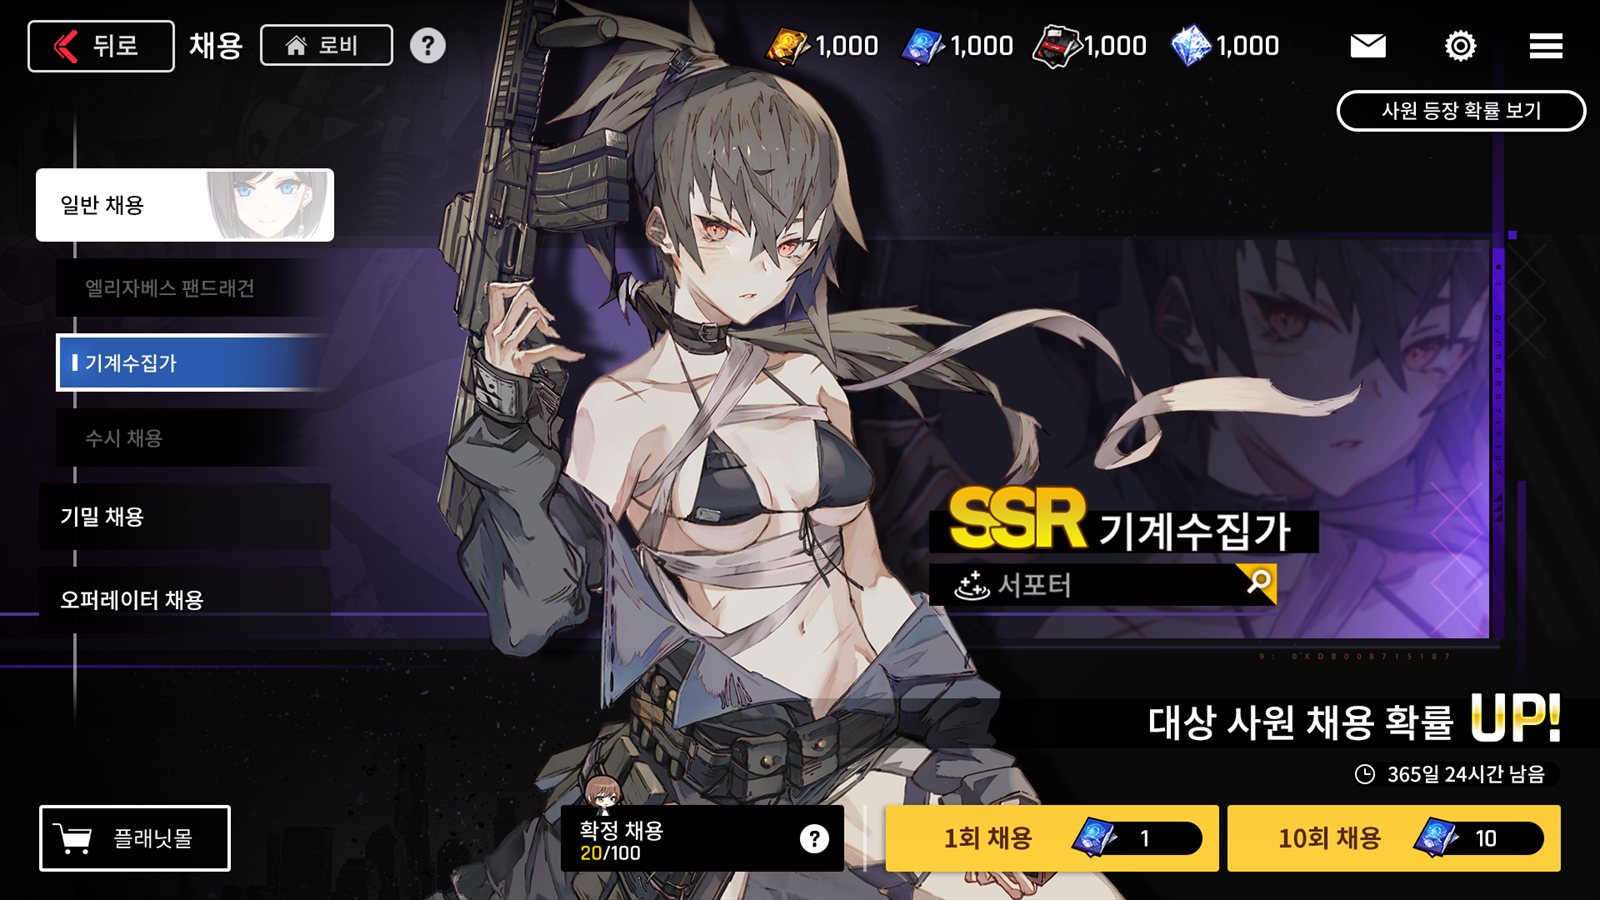 뒤로
채용
로비
?
1,000
1,000
1,000
1,000
사원 등장 확률 보기
일반 채용
엘리자베스 팬드래건
기계수집가
수시 채용
기밀 채용
오퍼레이터 채용
SSR 기계수집가
서포터
대상 사원 채용 확률 UP!
365일 24시간 남음
플래닛몰
확정 채용
20/100
?
1회 채용 1
10회 채용 10